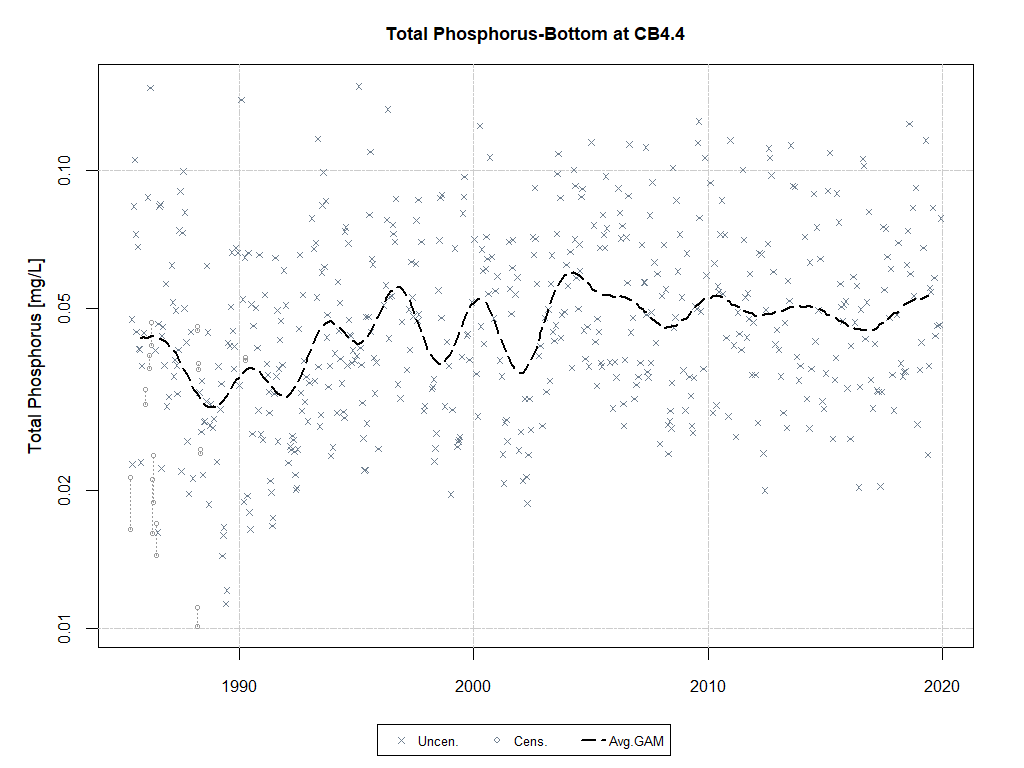 Total Phosphorus-Bottom at CB4.4
Total Phosphorus [mg/L]
0.10
0.05
0.02
0.01
1990 2000 2010 2020
Uncen. Cens. Avg.GAM